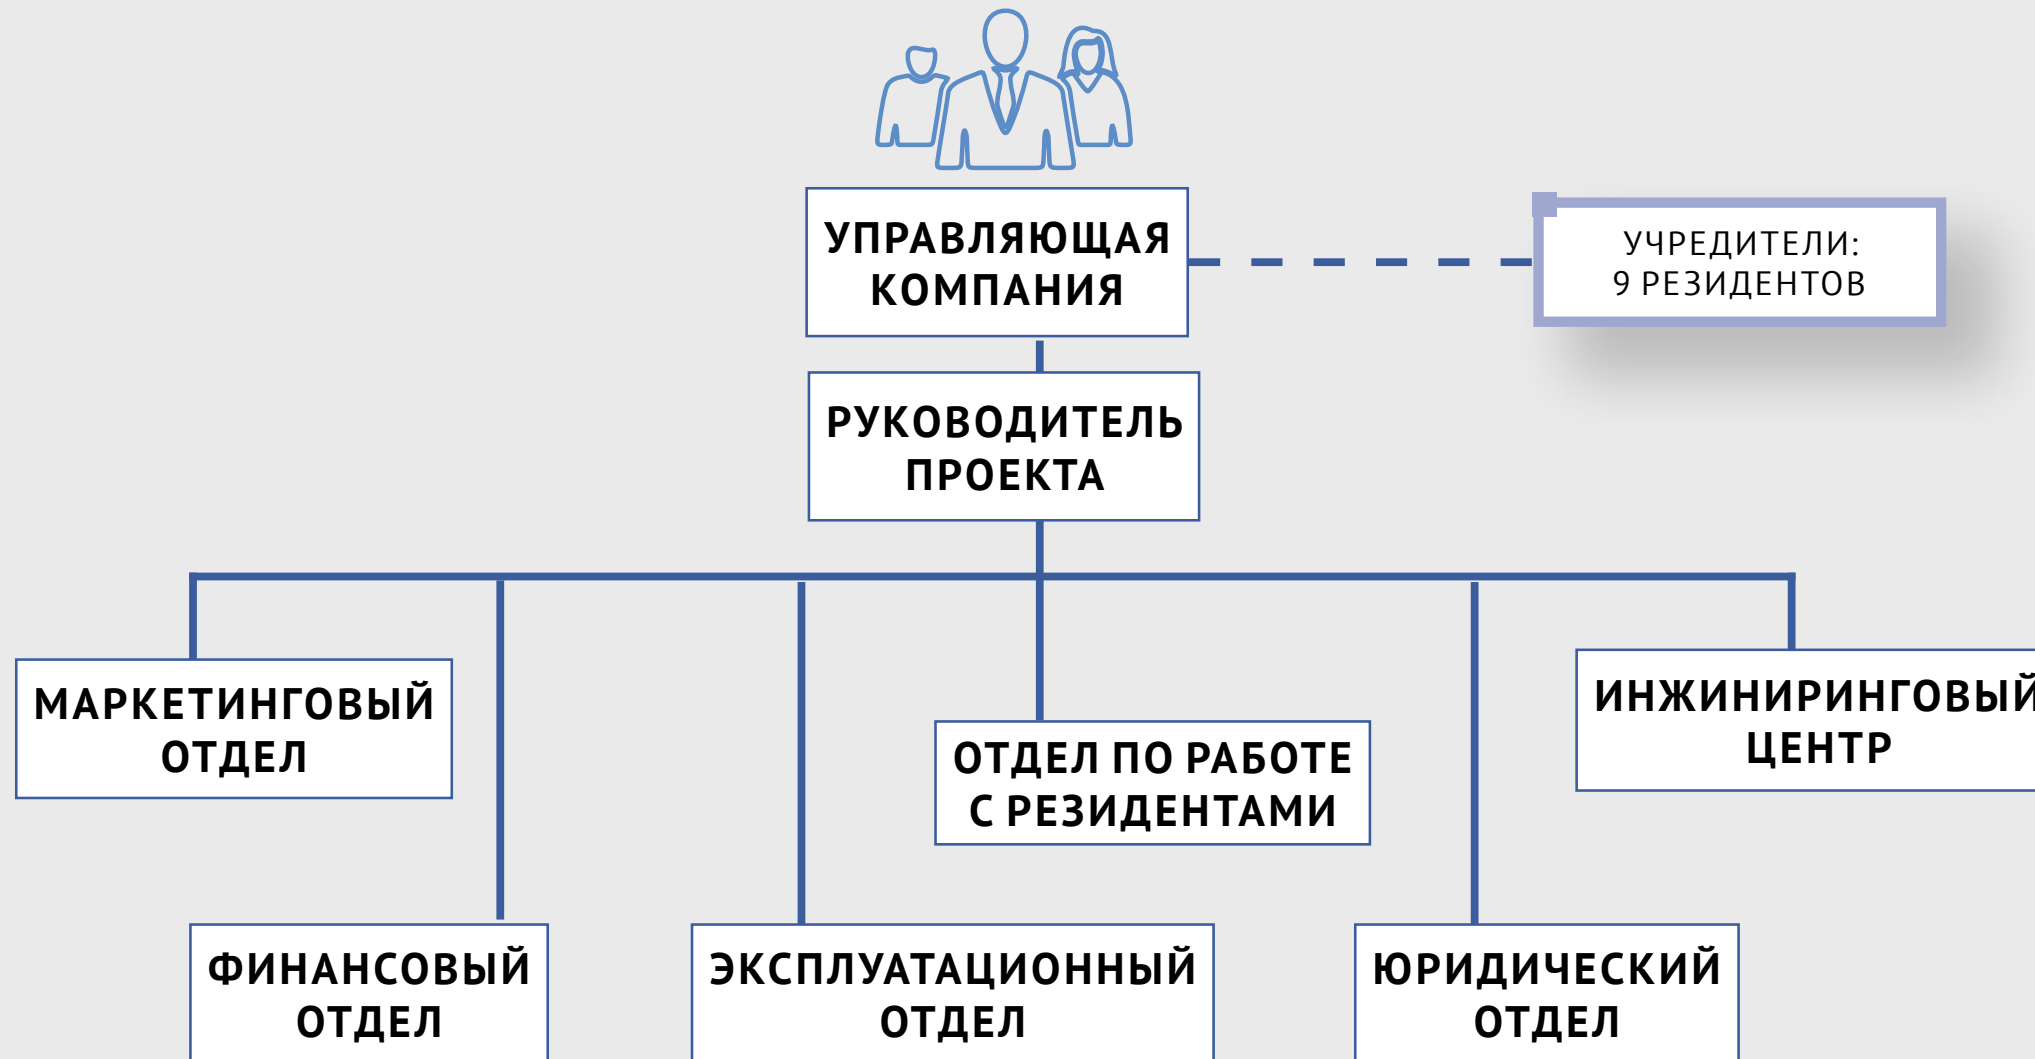 УПРАВЛЯЮЩАЯ
КОМПАНИЯ
УЧРЕДИТЕЛИ:
9 РЕЗИДЕНТОВ
РУКОВОДИТЕЛЬ
ПРОЕКТА
МАРКЕТИНГОВЫЙ
ОТДЕЛ
ОТДЕЛ ПО РАБОТЕ
С РЕЗИДЕНТАМИ
ИНЖИНИРИНГОВЫЙ
ЦЕНТР
ФИНАНСОВЫЙ
ОТДЕЛ
ЭКСПЛУАТАЦИОННЫЙ
ОТДЕЛ
ЮРИДИЧЕСКИЙ
ОТДЕЛ